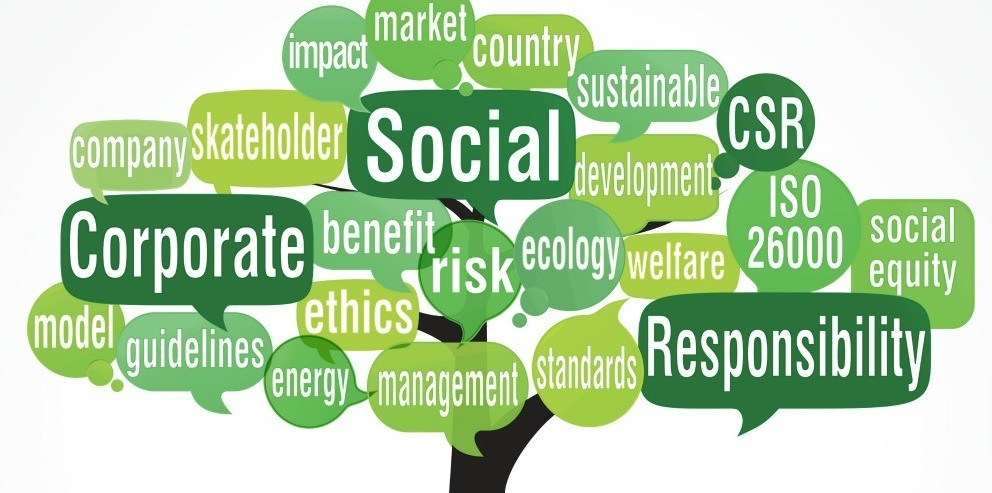 market
impact
country
sustainable
CSR
company
skateholder
Social
development
ISO
26000
social
equity
Corporate
benefit
risk
ecology
welfare
model
guidelines
ethics
energy
management
standards
Responsibility